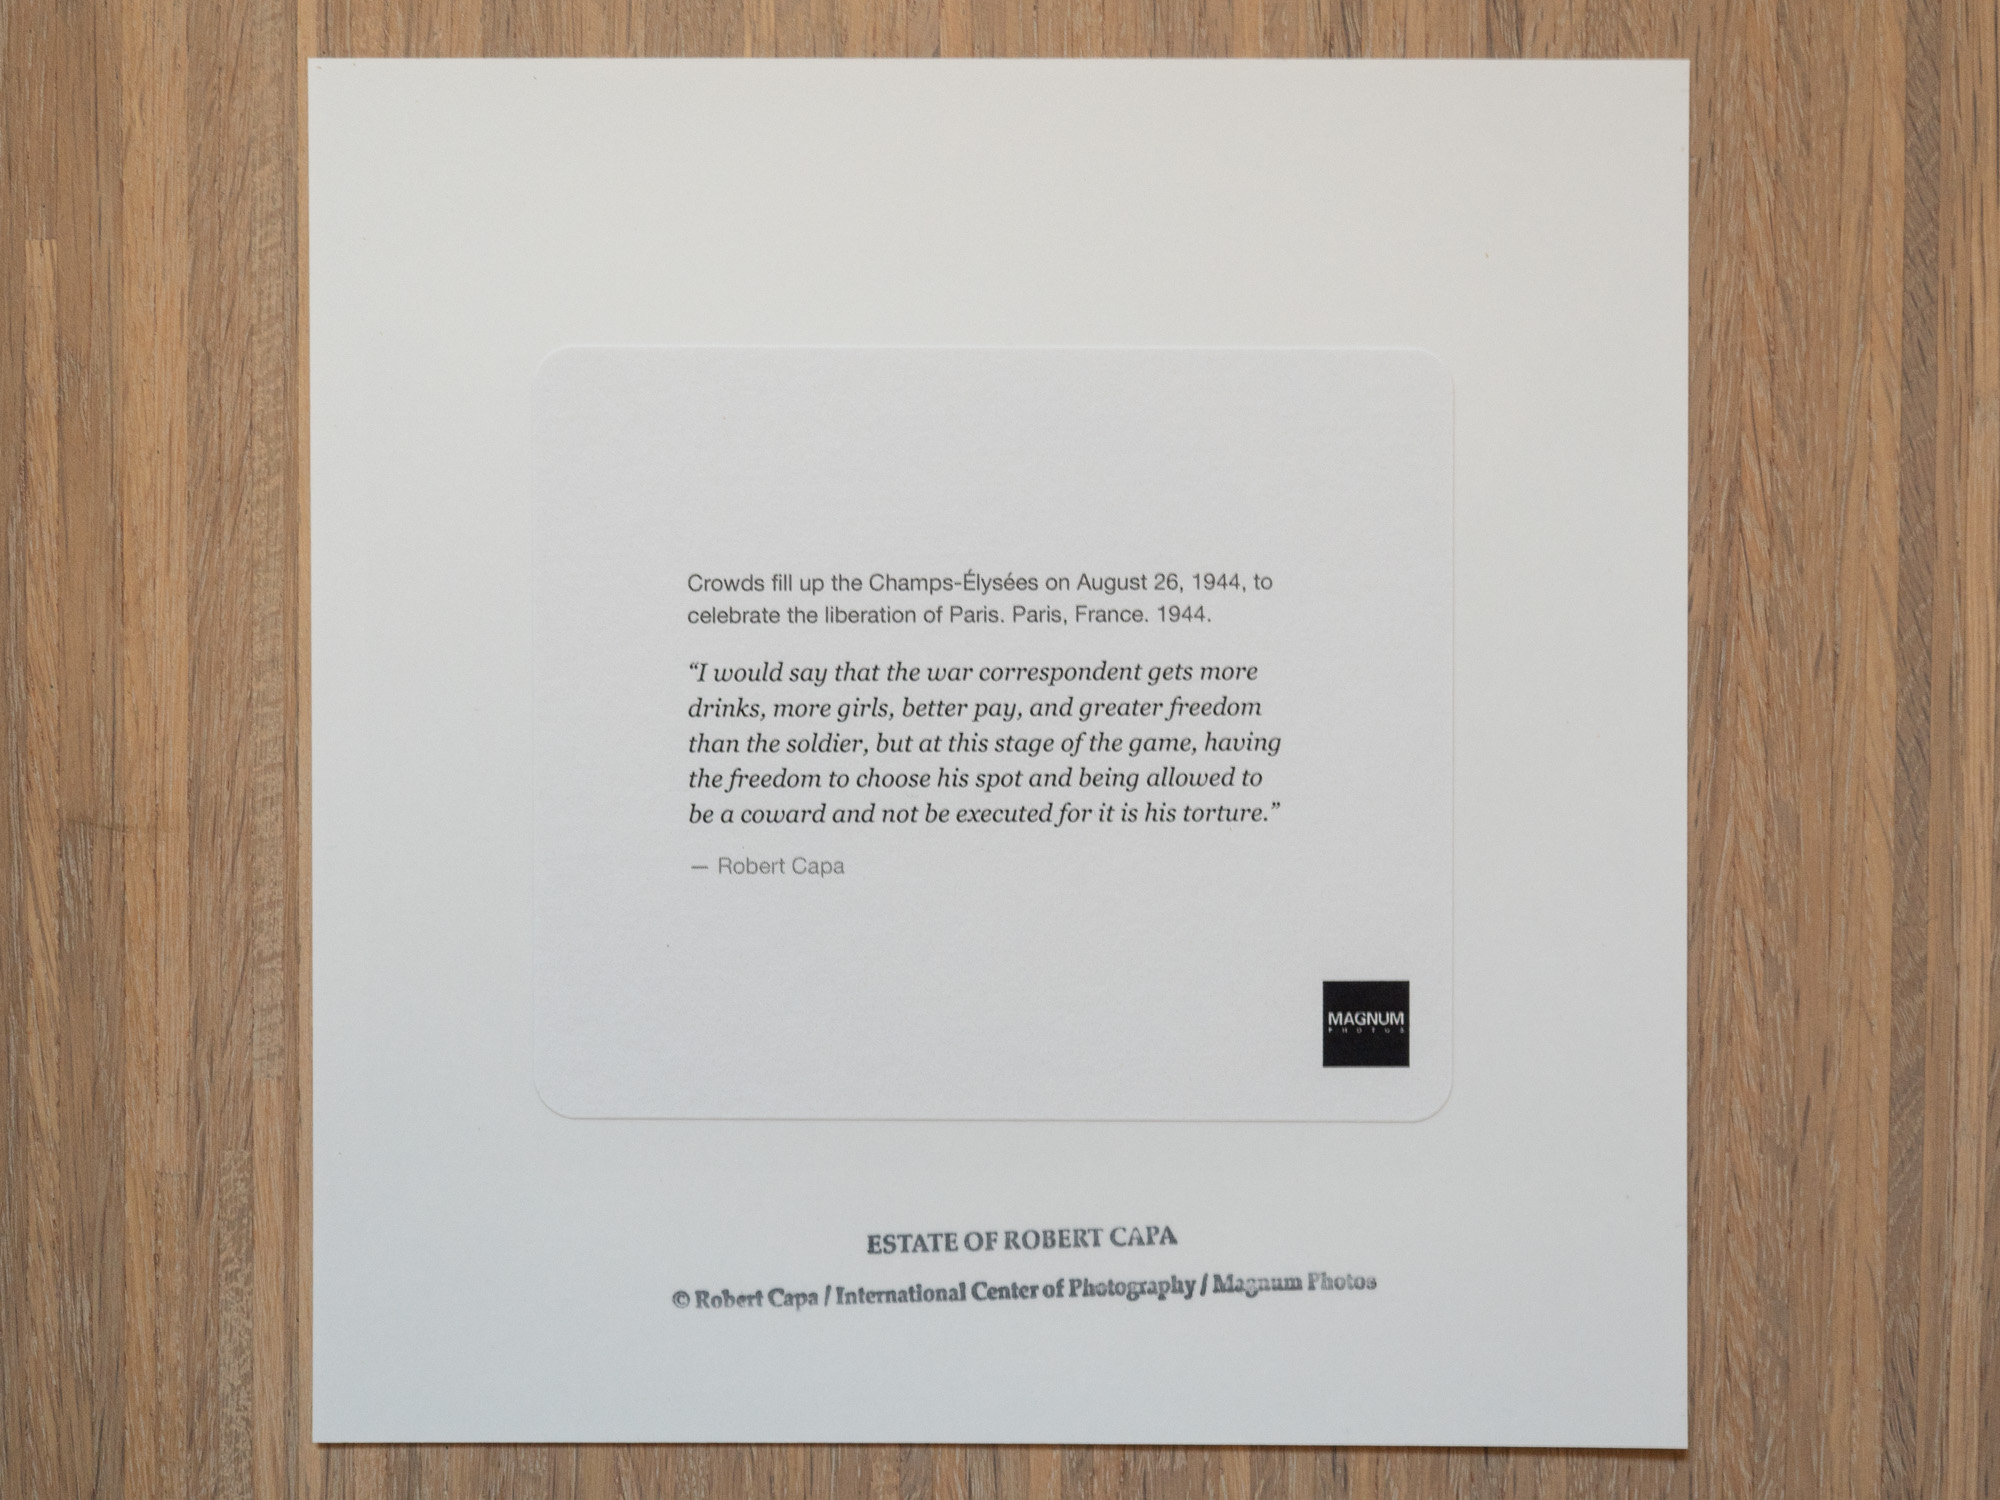 Crowds fill up the Champs-Élysées on August 26, 1944, to
celebrate the liberation of Paris. Paris, France. 1944.
“I would say that the war correspondent gets more
drinks, more girls, better pay, and greater freedom
than the soldier, but at this stage of the game, having
the freedom to choose his spot and being allowed to
be a coward and not be executed for it is his torture.”
— Robert Capa
MAGNUM
PHOTOS
ESTATE OF ROBERT CAPA
© Robert Capa / International Center of Photography / Magnum Photos